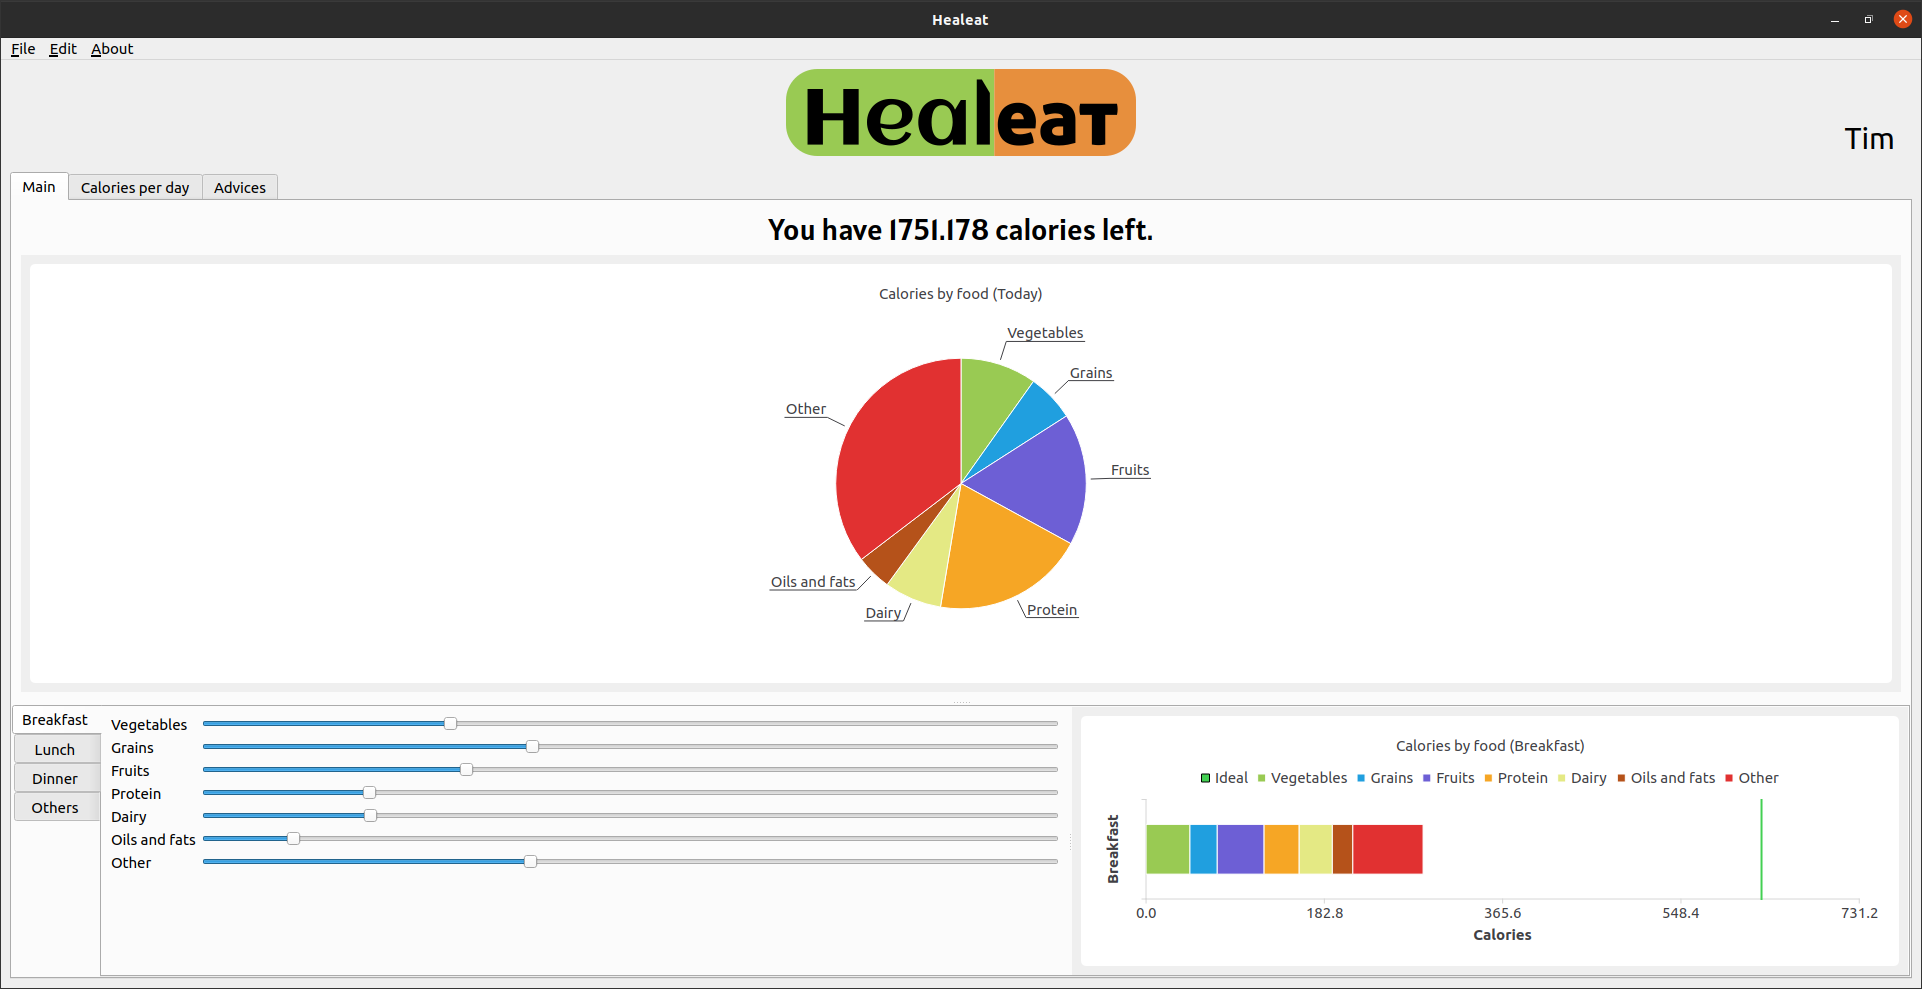 Healeat
File Edit About
Healeat
Tim
Main Calories per day Advices
You have 1751.178 calories left.
Calories by food (Today)
Vegetables
Grains
Other
Fruits
Oils and fats
Dairy
Protein
Breakfast
Lunch
Dinner
Others
Vegetables
Grains
Fruits
Protein
Dairy
Oils and fats
Other
Calories by food (Breakfast)
Ideal Vegetables Grains Fruits Protein Dairy Oils and fats Other
Breakfast
0.0 182.8 365.6 548.4 731.2
Calories